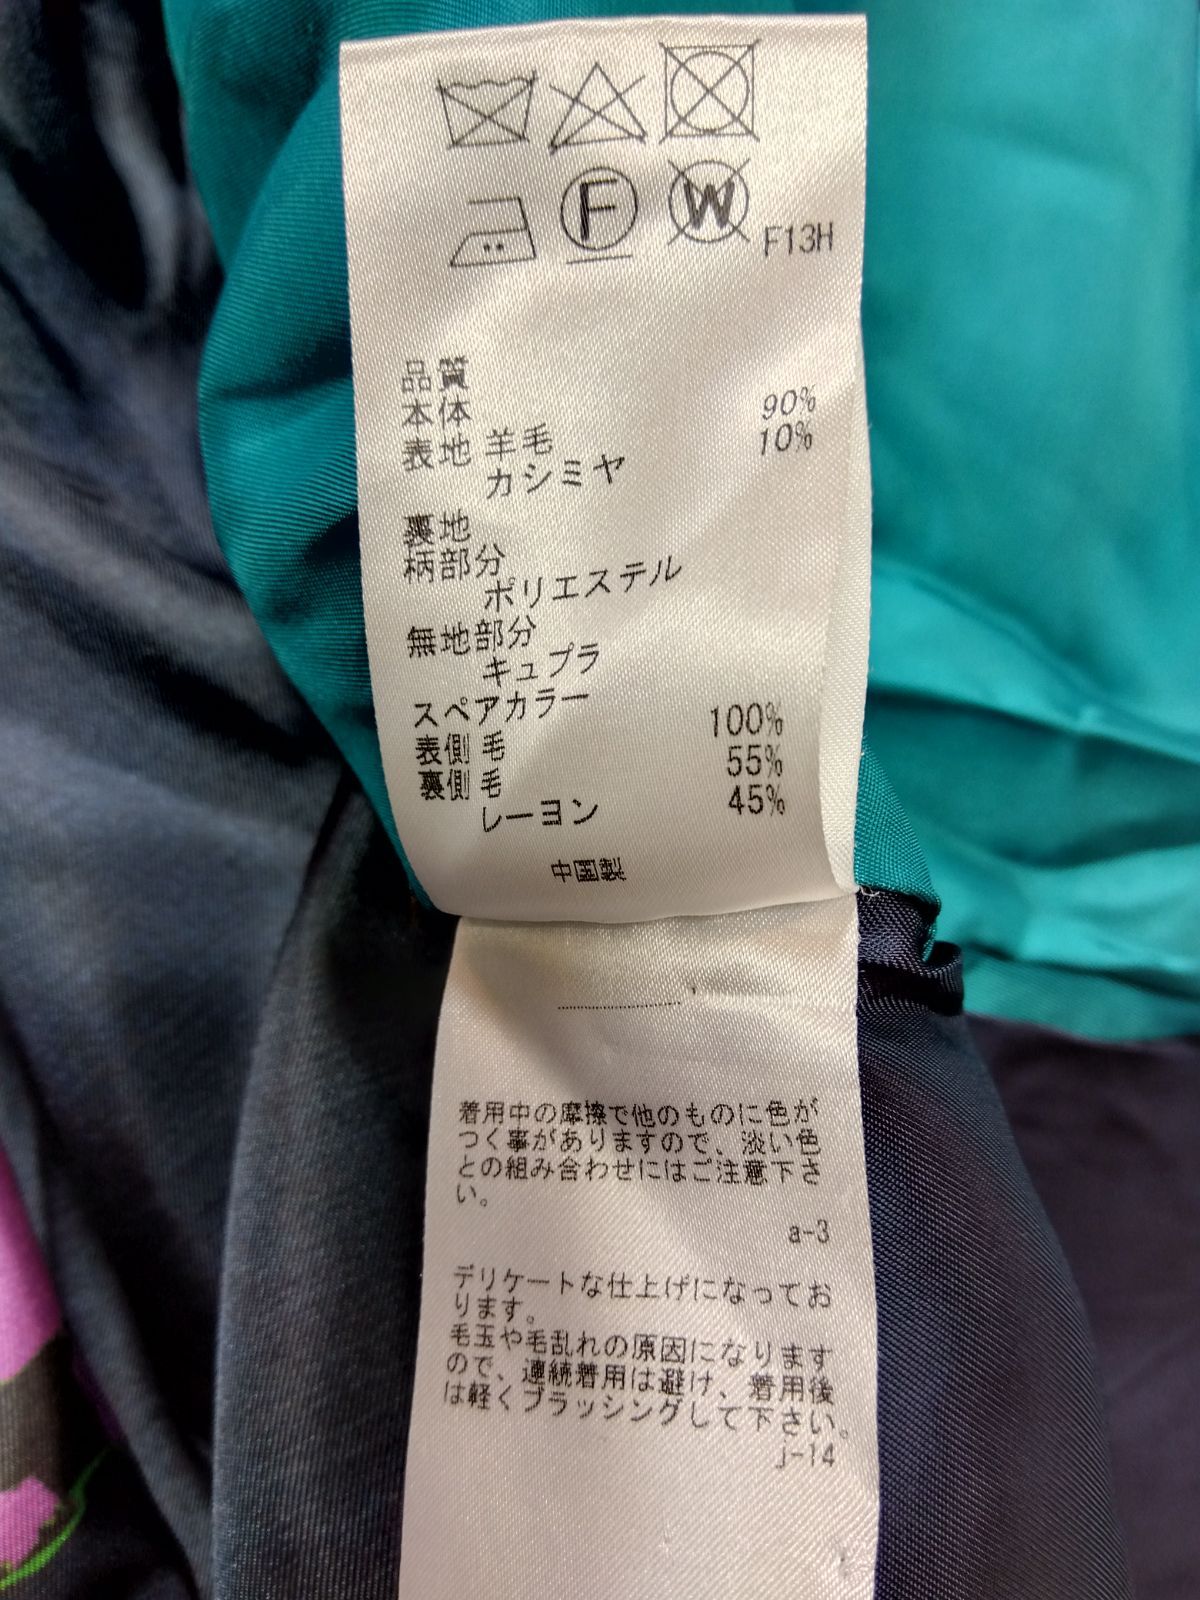 F
W
F13H
品質
本体
表地 羊毛 90%
カシミヤ 10%
裏地
柄部分
ポリエステル
無地部分
キュプラ
スペアカラー
表側 毛 100%
裏側 毛 55%
レーヨン 45%
中国製
着用中の摩擦で他のものに色が
つく事がありますので、淡い色
との組み合わせにはご注意下さ
い。
a-3
デリケートな仕上げになってお
ります。
毛玉や毛乱れの原因になります
ので、連続着用は避け、着用後
は軽くブラッシングして下さい。
j-14